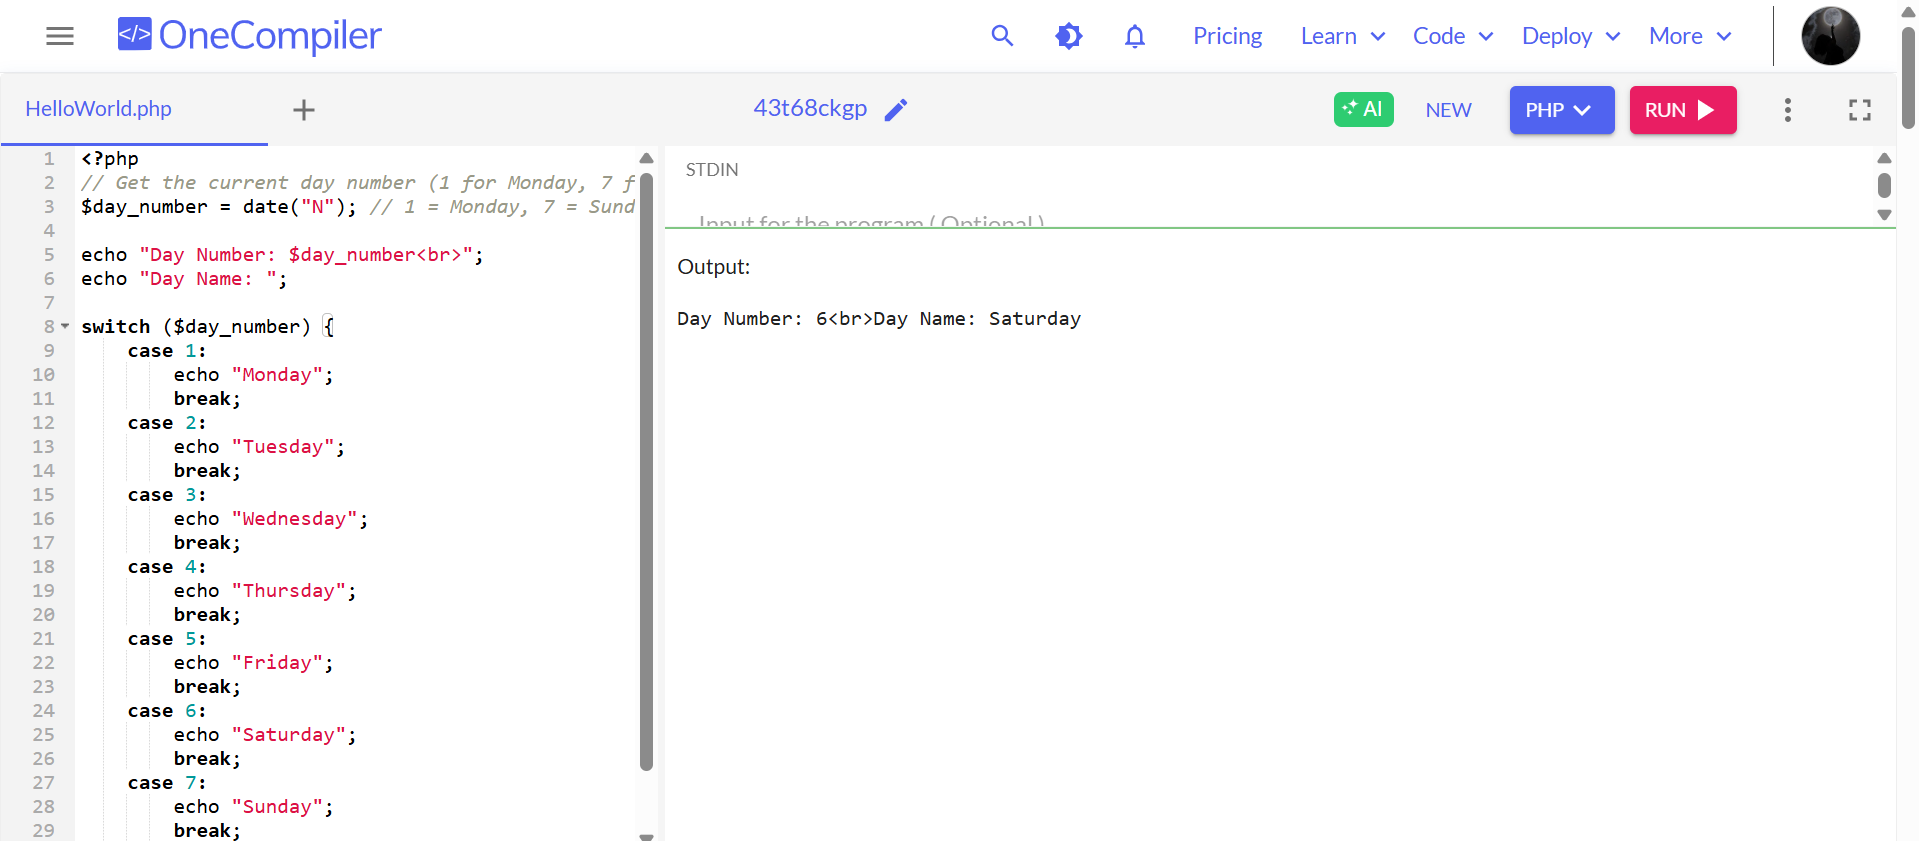 </> OneCompiler
Pricing Learn Code Deploy More
HelloWorld.php
43t68ckgp
AI NEW PHP RUN
1 <?php
2 // Get the current day number (1 for Monday, 7 f
3 $day_number = date("N"); // 1 = Monday, 7 = Sund
4
5 echo "Day Number: $day_number<br>";
6 echo "Day Name: ";
7
8 switch ($day_number) {
9 case 1:
10 echo "Monday";
11 break;
12 case 2:
13 echo "Tuesday";
14 break;
15 case 3:
16 echo "Wednesday";
17 break;
18 case 4:
19 echo "Thursday";
20 break;
21 case 5:
22 echo "Friday";
23 break;
24 case 6:
25 echo "Saturday";
26 break;
27 case 7:
28 echo "Sunday";
29 break;
STDIN
Input for the program ( Optional )
Output:
Day Number: 6<br>Day Name: Saturday